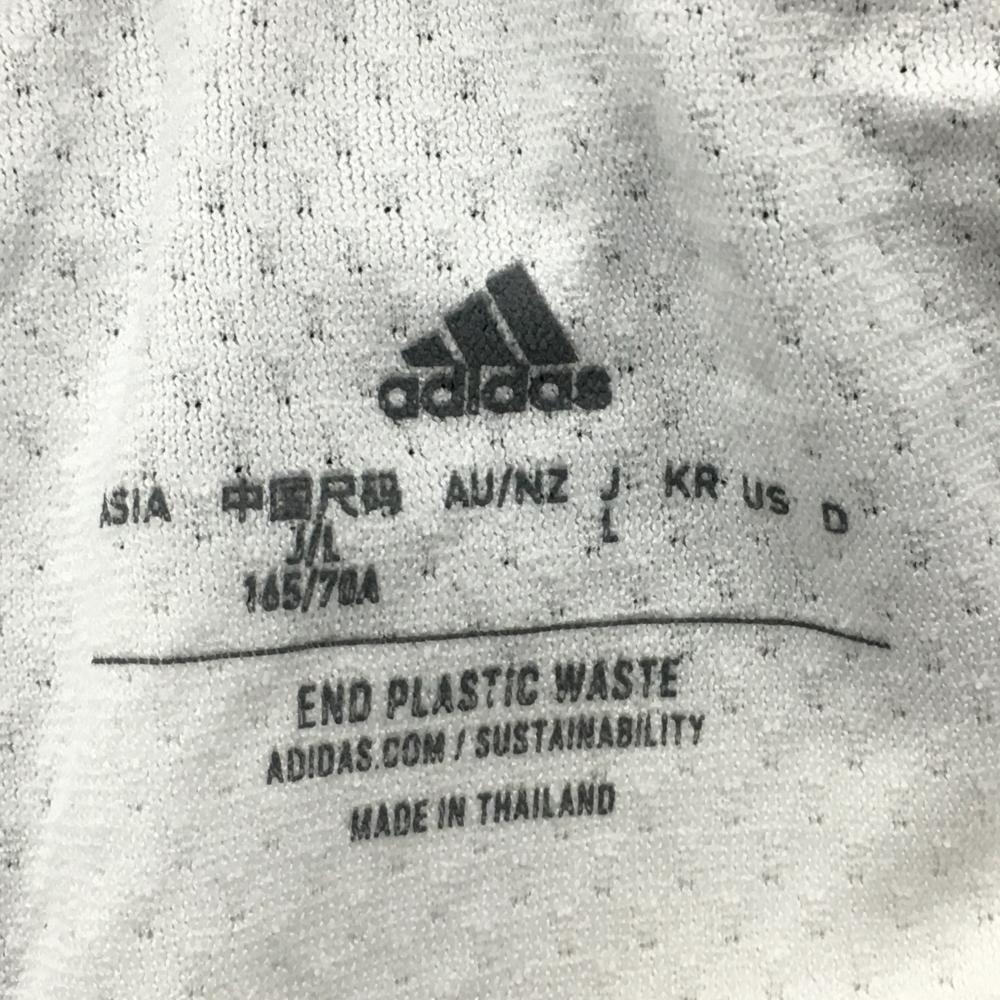 adidas
ASIA 中国尺码 AU/NZ J KR US D
J/L L
165/70A
END PLASTIC WASTE
ADIDAS.COM / SUSTAINABILITY
MADE IN THAILAND